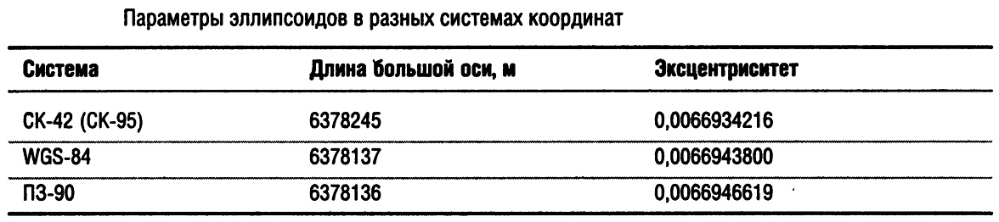 Параметры эллипсоидов в разных системах координат
Система Длина большой оси, м Эксцентриситет
СК-42 (СК-95) 6378245 0,0066934216
WGS-84 6378137 0,0066943800
ПЗ-90 6378136 0,0066946619